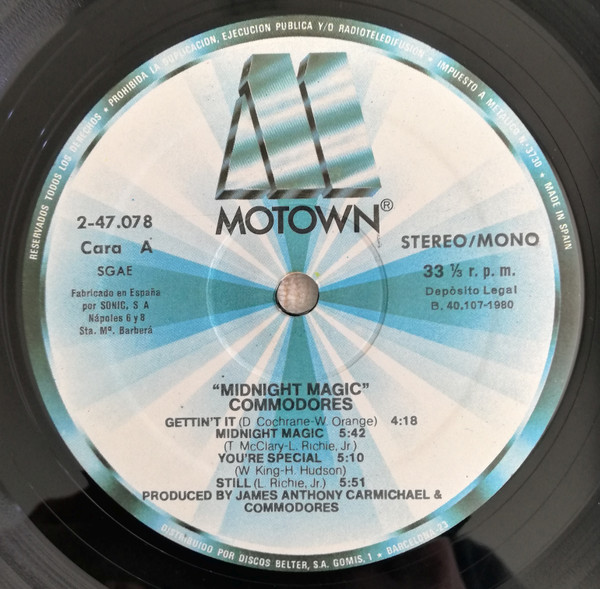 RESERVADOS TODOS LOS DERECHOS • PROHIBIDA LA DUPLICACION, EJECUCION PUBLICA Y/O RADIOTELEDIFUSION • IMPUESTO A METALICO N.º 3730 • MADE IN SPAIN
MOTOWN®
2-47.078
Cara A
SGAE
Fabricado en España
por SONIC, S A
Nápoles 6 y 8
Sta. Mª. Barberá
STEREO/MONO
33 ⅓ r. p. m.
Depósito Legal
B. 40.107-1980
"MIDNIGHT MAGIC"
COMMODORES
GETTIN'T IT (D. Cochrane-W. Orange) 4:18
MIDNIGHT MAGIC 5:42
(T. McClary-L. Richie, Jr.)
YOU'RE SPECIAL 5:10
(W. King-H. Hudson)
STILL (L. Richie, Jr.) 5:51
PRODUCED BY JAMES ANTHONY CARMICHAEL &
COMMODORES
DISTRIBUIDO POR DISCOS BELTER, S.A. GOMIS, 1 • BARCELONA-23